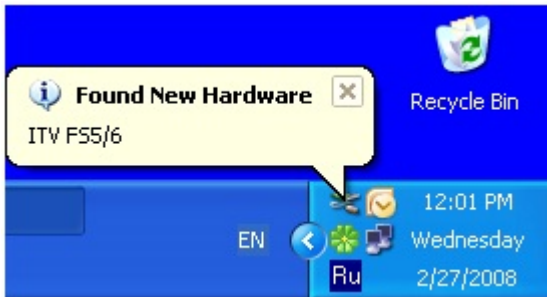 Found New Hardware
ITV FS5/6
Recycle Bin
12:01 PM
EN
Wednesday
Ru
2/27/2008